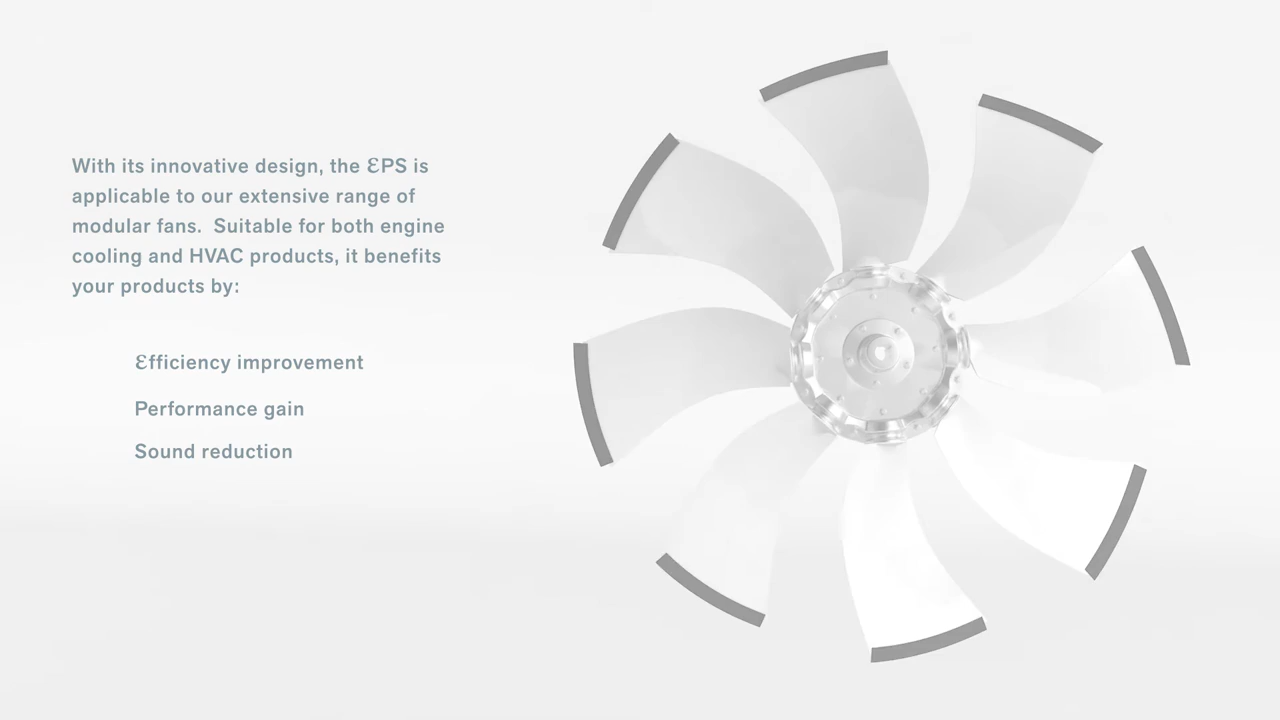 With its innovative design, the ƐPS is
applicable to our extensive range of
modular fans.  Suitable for both engine
cooling and HVAC products, it benefits
your products by:
Ɛfficiency improvement
Performance gain
Sound reduction